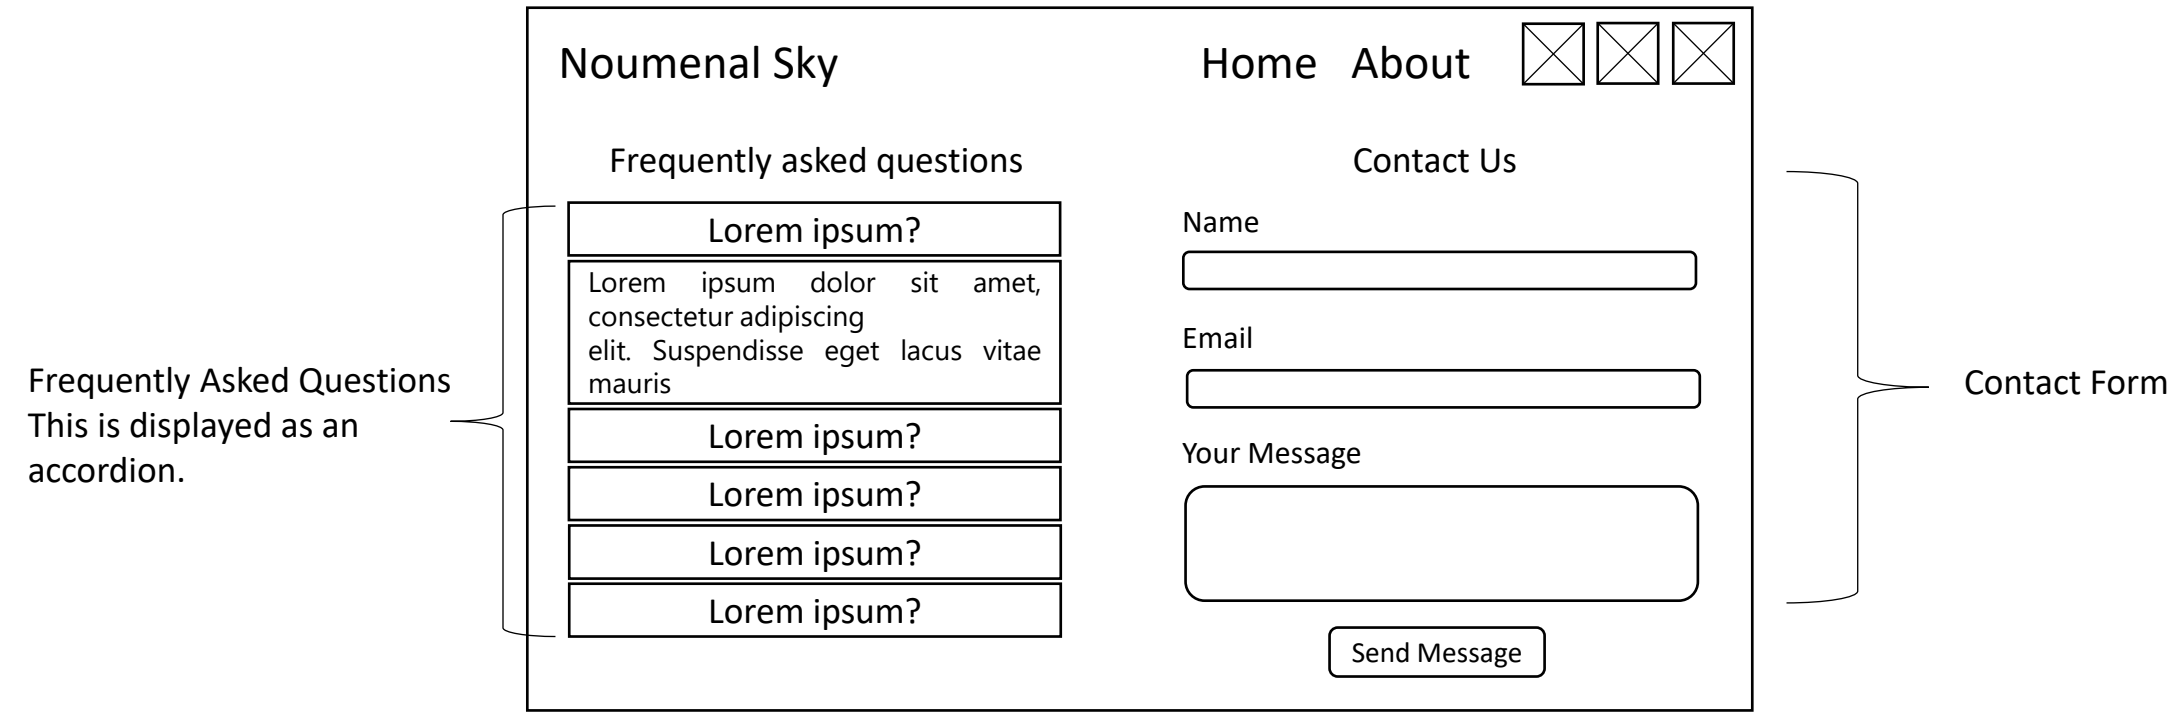 Noumenal Sky
Home About
Frequently asked questions
Lorem ipsum?
Lorem ipsum dolor sit amet,
consectetur adipiscing
elit. Suspendisse eget lacus vitae
mauris
Lorem ipsum?
Lorem ipsum?
Lorem ipsum?
Lorem ipsum?
Contact Us
Name
Email
Your Message
Send Message
Frequently Asked Questions
This is displayed as an
accordion.
Contact Form